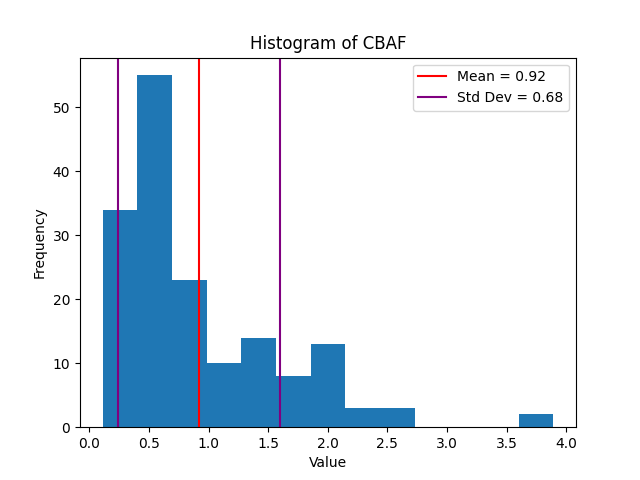 Histogram of CBAF
Mean = 0.92
Std Dev = 0.68
Frequency
50
40
30
20
10
0
0.0 0.5 1.0 1.5 2.0 2.5 3.0 3.5 4.0
Value